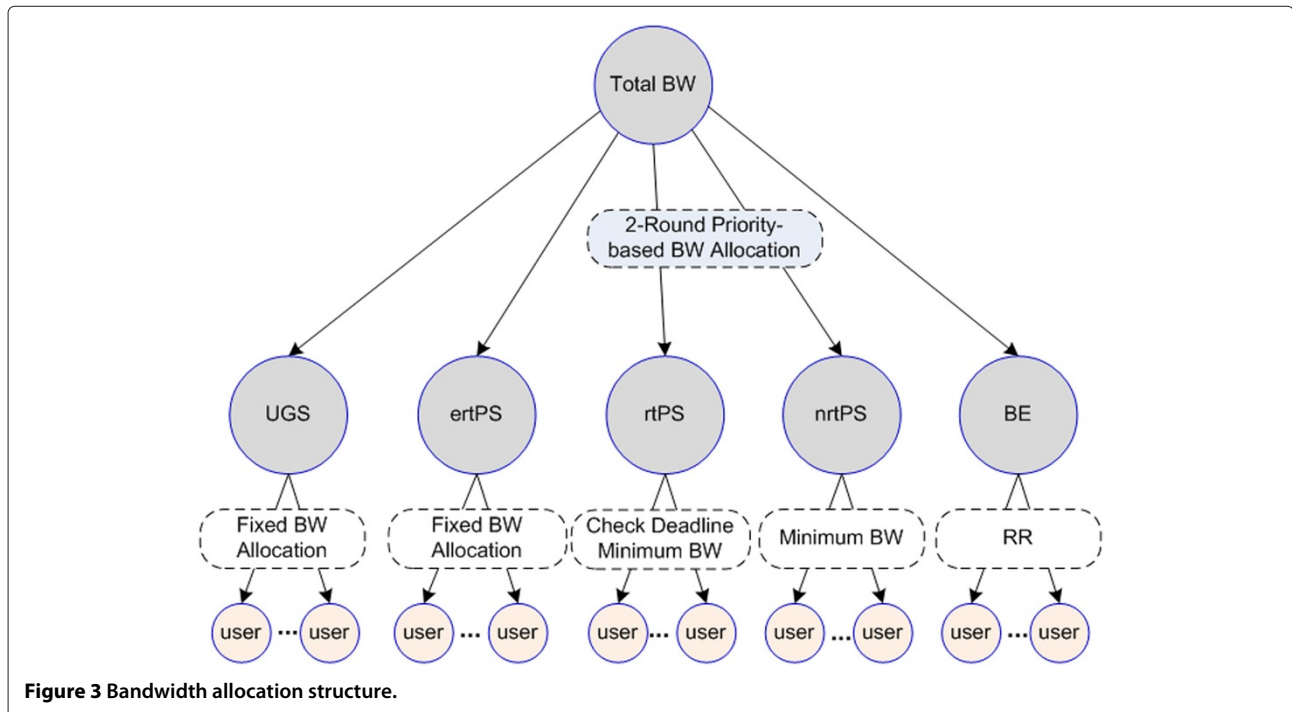 Total BW
2-Round Priority-
based BW Allocation
UGS
ertPS
rtPS
nrtPS
BE
Fixed BW
Allocation
Fixed BW
Allocation
Check Deadline
Minimum BW
Minimum BW
RR
user ... user
user ... user
user ... user
user ... user
user ... user
Figure 3 Bandwidth allocation structure.